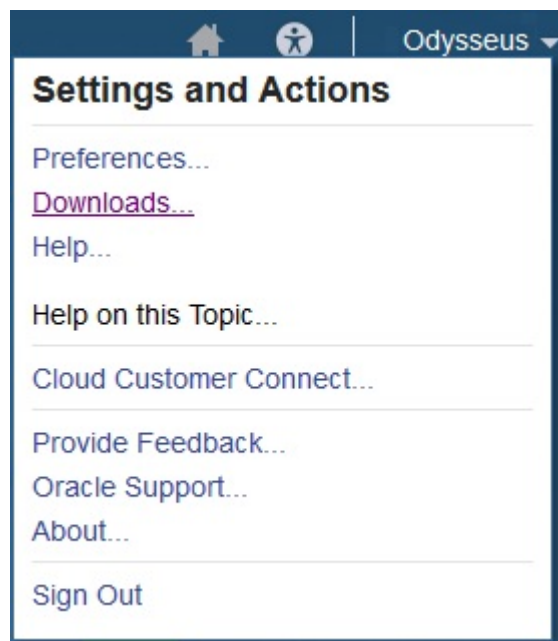 Odysseus
Settings and Actions
Preferences...
Downloads...
Help...
Help on this Topic...
Cloud Customer Connect...
Provide Feedback...
Oracle Support...
About...
Sign Out